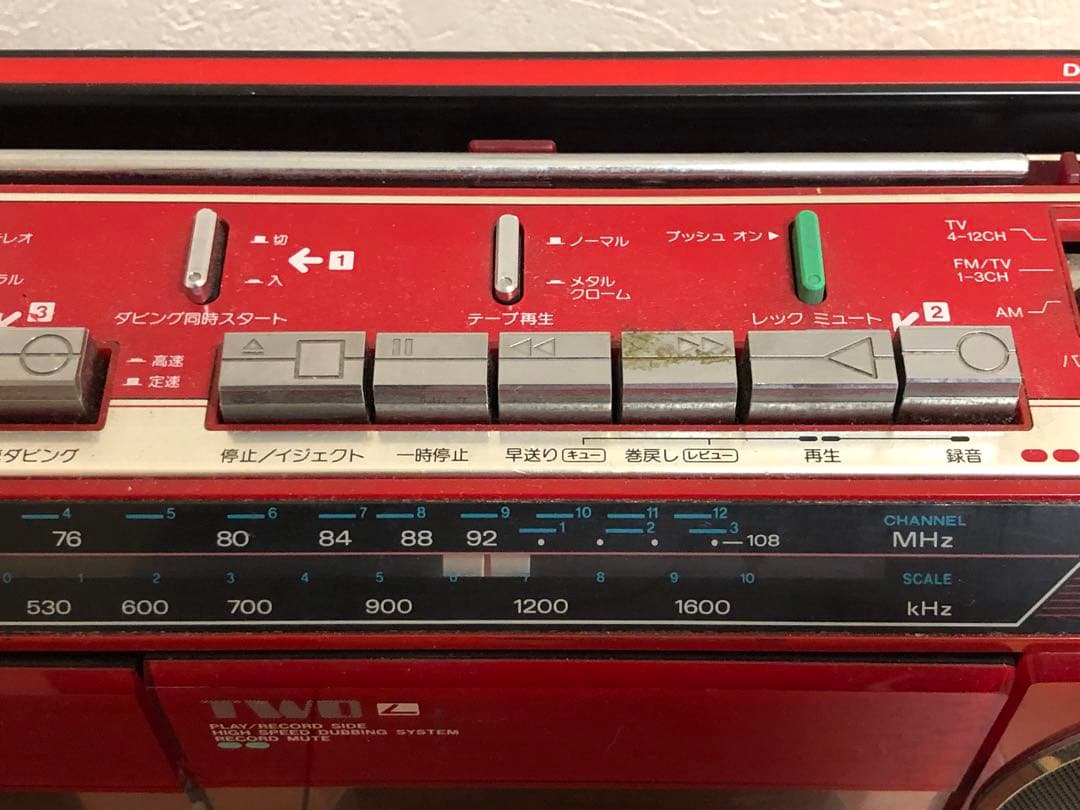 D
レオ
ラル
切
1
入
ダビング同時スタート
ノーマル
メタル
クローム
テープ再生
プッシュ オン
レック ミュート
TV
4-12CH
FM/TV
1-3CH
AM
3
2
高速
定速
ダビング
停止/イジェクト
一時停止
早送り キュー
巻戻し レビュー
再生
録音
4 5 6 7 8 9 10 11 12 CHANNEL
1 2 3
76 80 84 88 92 108 MHz
0 1 2 3 4 5 6 7 8 9 10 SCALE
530 600 700 900 1200 1600 kHz
TWO
PLAY/RECORD SIDE
HIGH SPEED DUBBING SYSTEM
RECORD MUTE